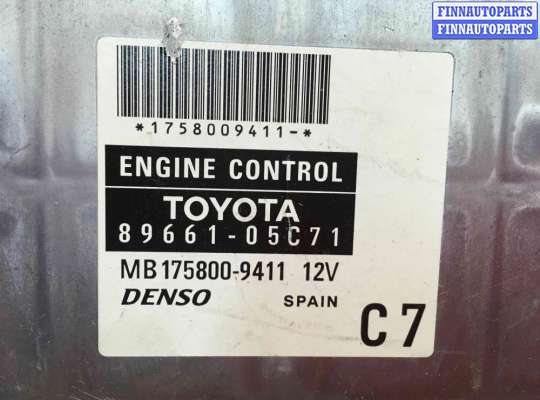 FINNAUTOPARTS
FINNAUTOPARTS
*1758009411-*
ENGINE CONTROL
TOYOTA
89661-05C71
MB175800-9411 12V
DENSO SPAIN
C7